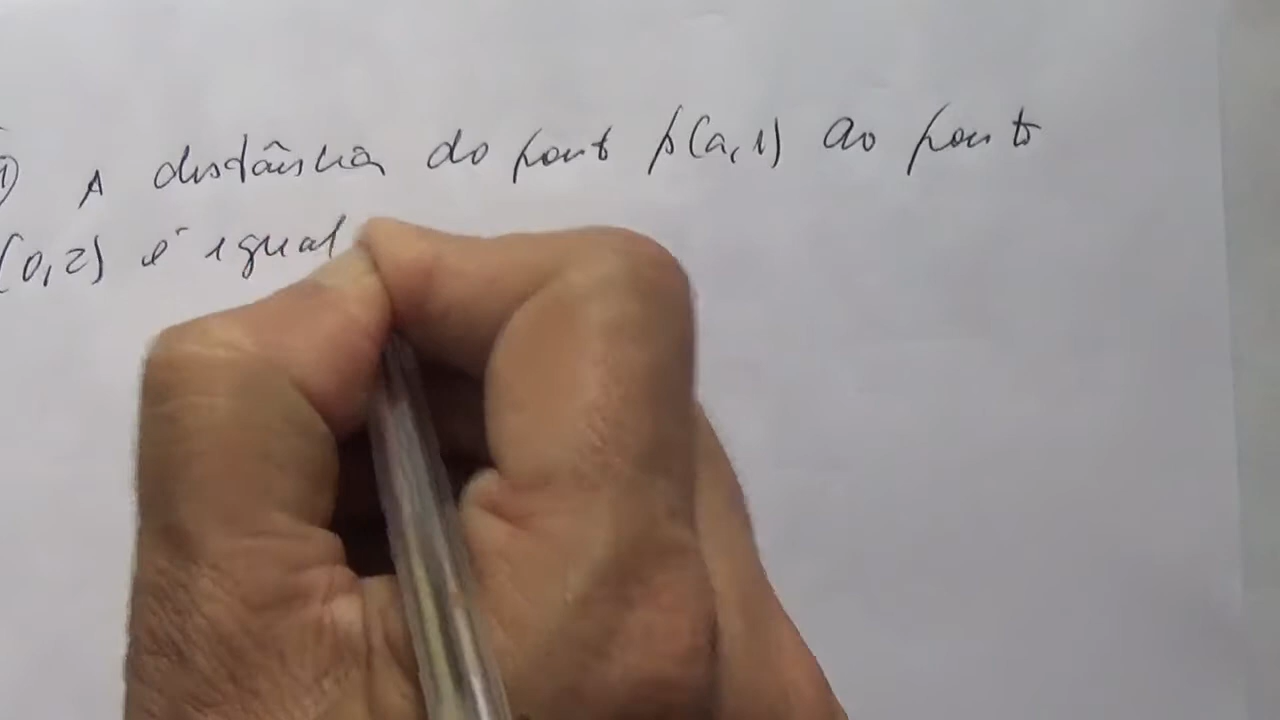 1) A distância do pont P(a,1) ao ponto
(0,2) é igual